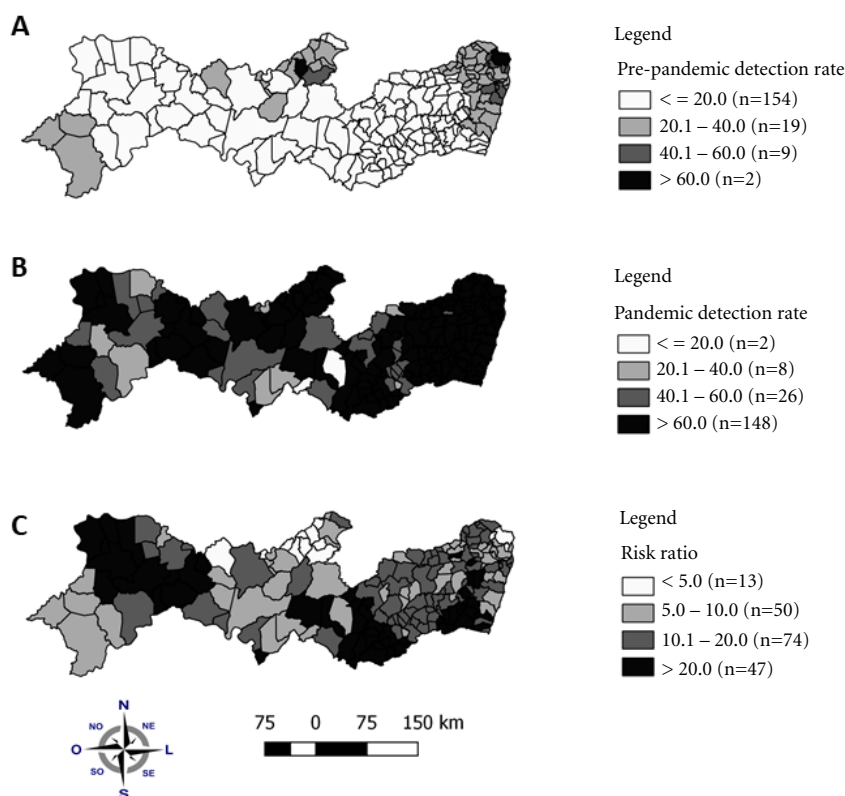 A
Legend
Pre-pandemic detection rate
< = 20.0 (n=154)
20.1 – 40.0 (n=19)
40.1 – 60.0 (n=9)
> 60.0 (n=2)
B
Legend
Pandemic detection rate
< = 20.0 (n=2)
20.1 – 40.0 (n=8)
40.1 – 60.0 (n=26)
> 60.0 (n=148)
C
Legend
Risk ratio
< 5.0 (n=13)
5.0 – 10.0 (n=50)
10.1 – 20.0 (n=74)
> 20.0 (n=47)
N
NO NE
O L
SO SE
S
75 0 75 150 km